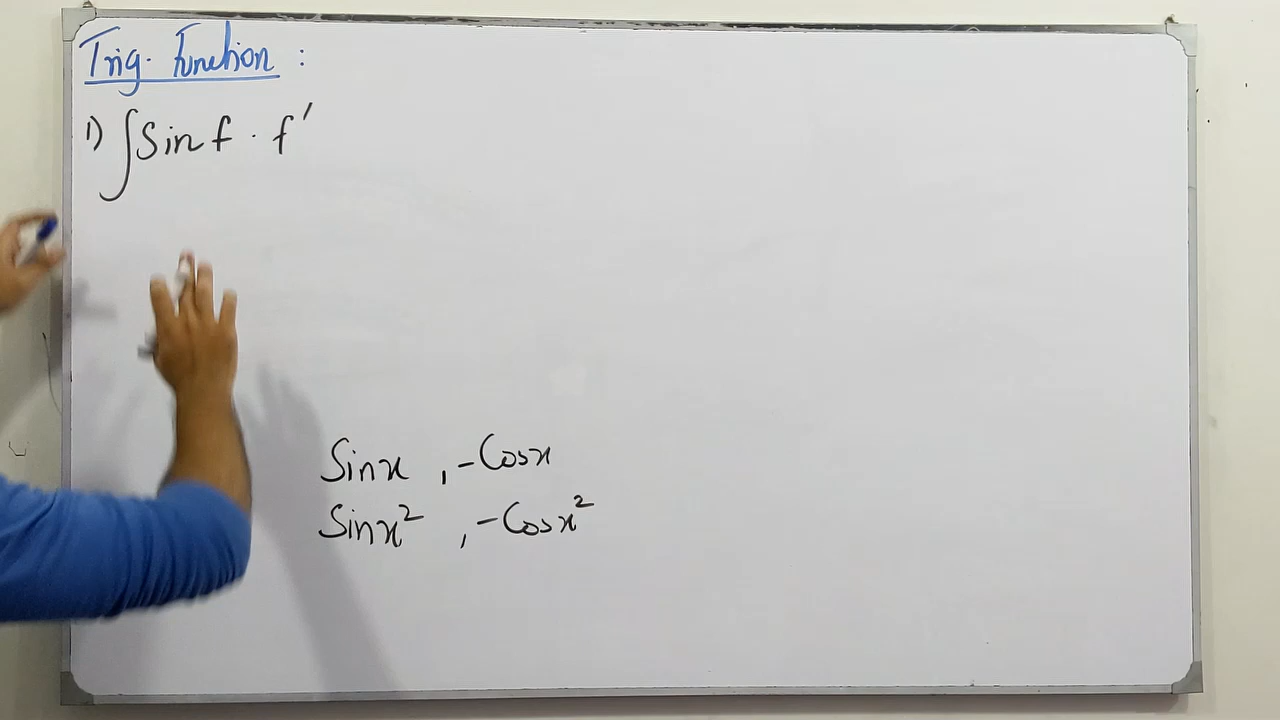 Trig. Function :
1) ∫Sin f . f′
Sinx , -Cosx
Sinx² , -Cosx²